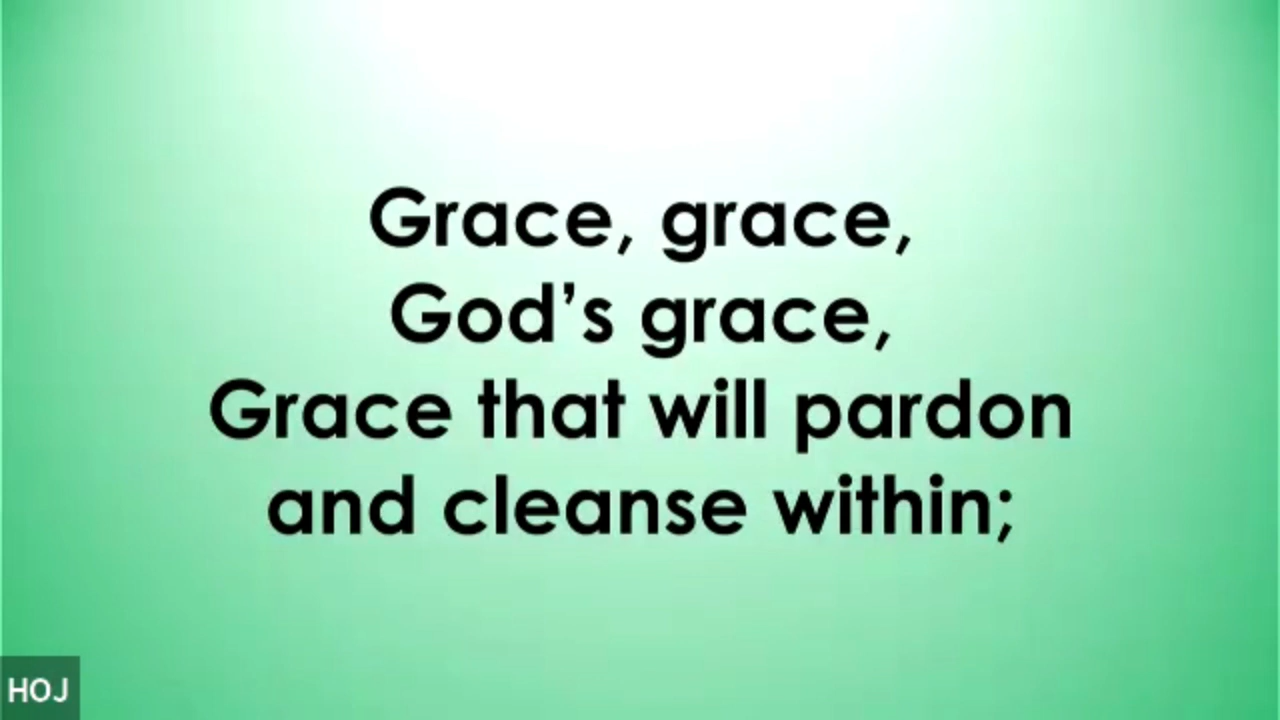 Grace, grace,
God’s grace,
Grace that will pardon
and cleanse within;
HOJ